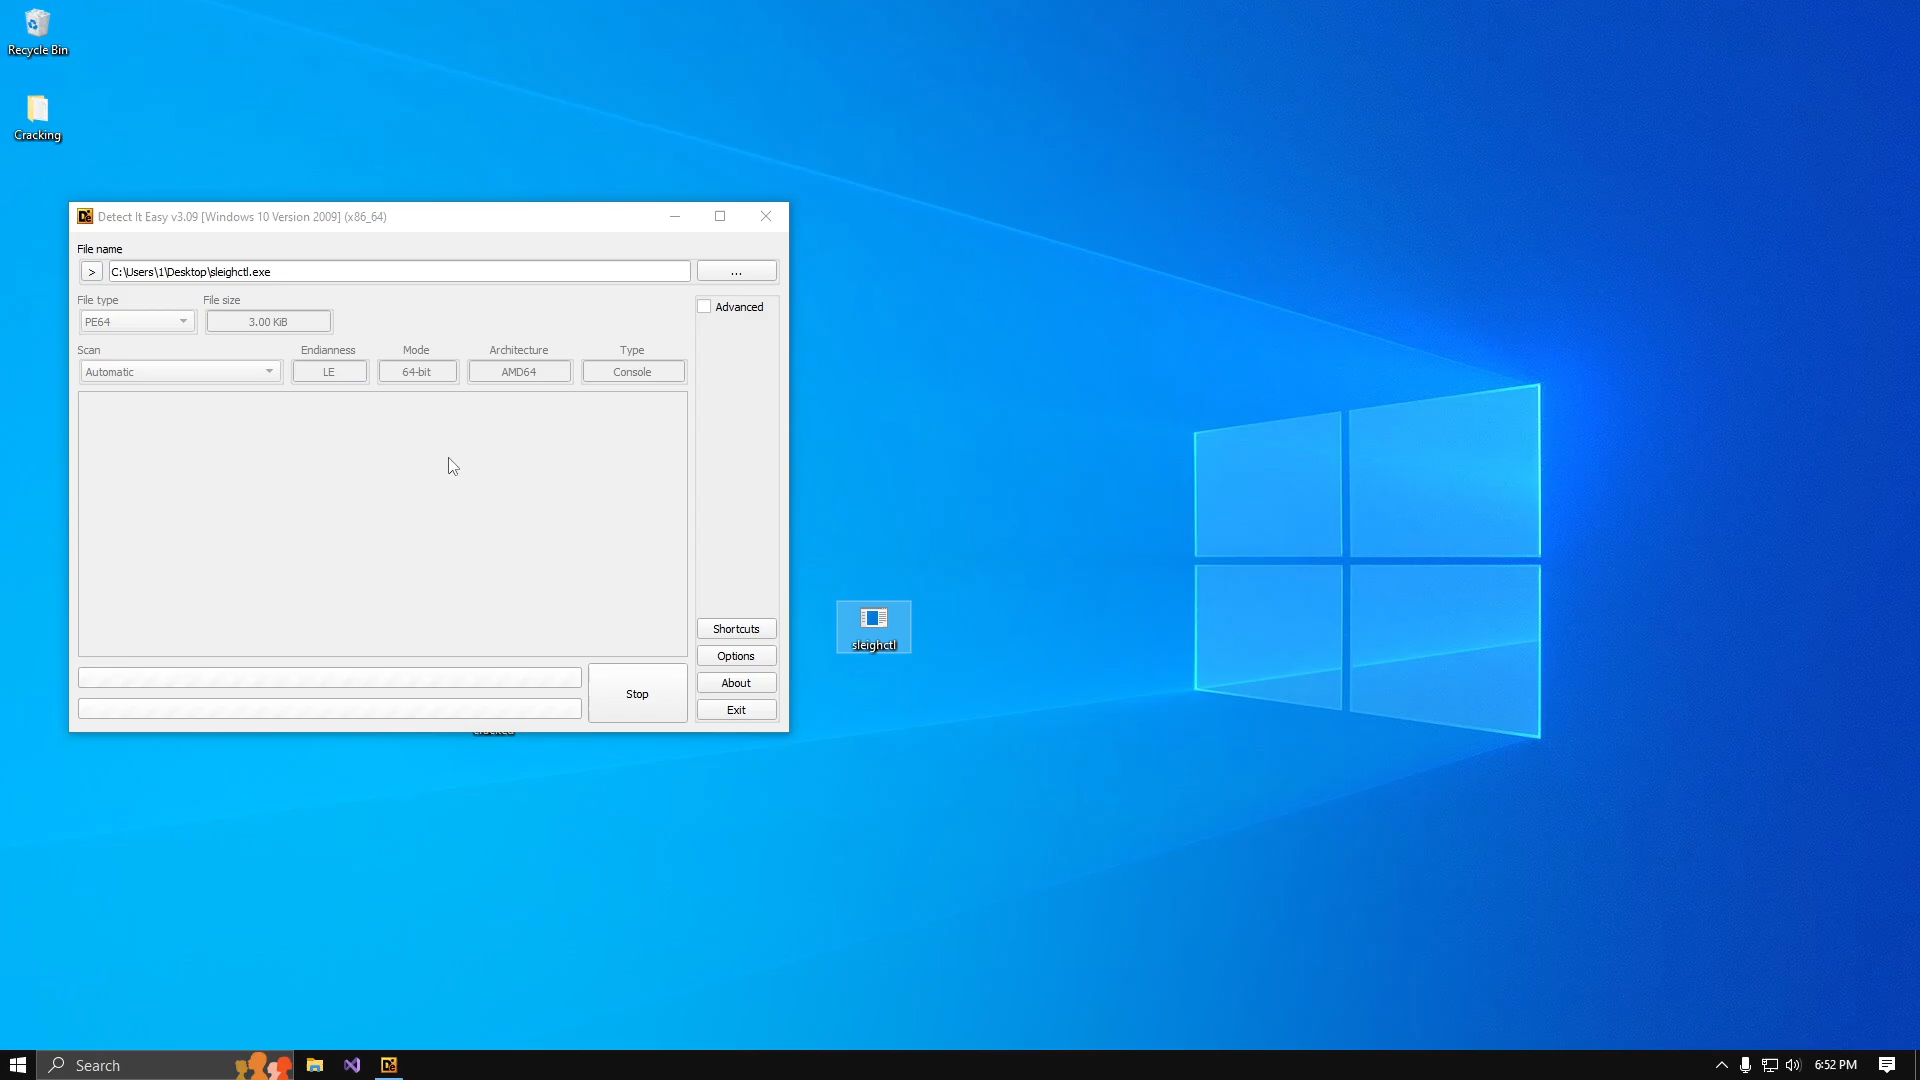 Recycle Bin
Cracking
Detect It Easy v3.09 [Windows 10 Version 2009] (x86_64)
File name
> C:\Users\1\Desktop\sleighctl.exe ...
File type File size
PE64 3.00 KiB
Advanced
Scan Endianness Mode Architecture Type
Automatic LE 64-bit AMD64 Console
Shortcuts
Options
About
Exit
Stop
sleighctl
cracked
Search
6:52 PM